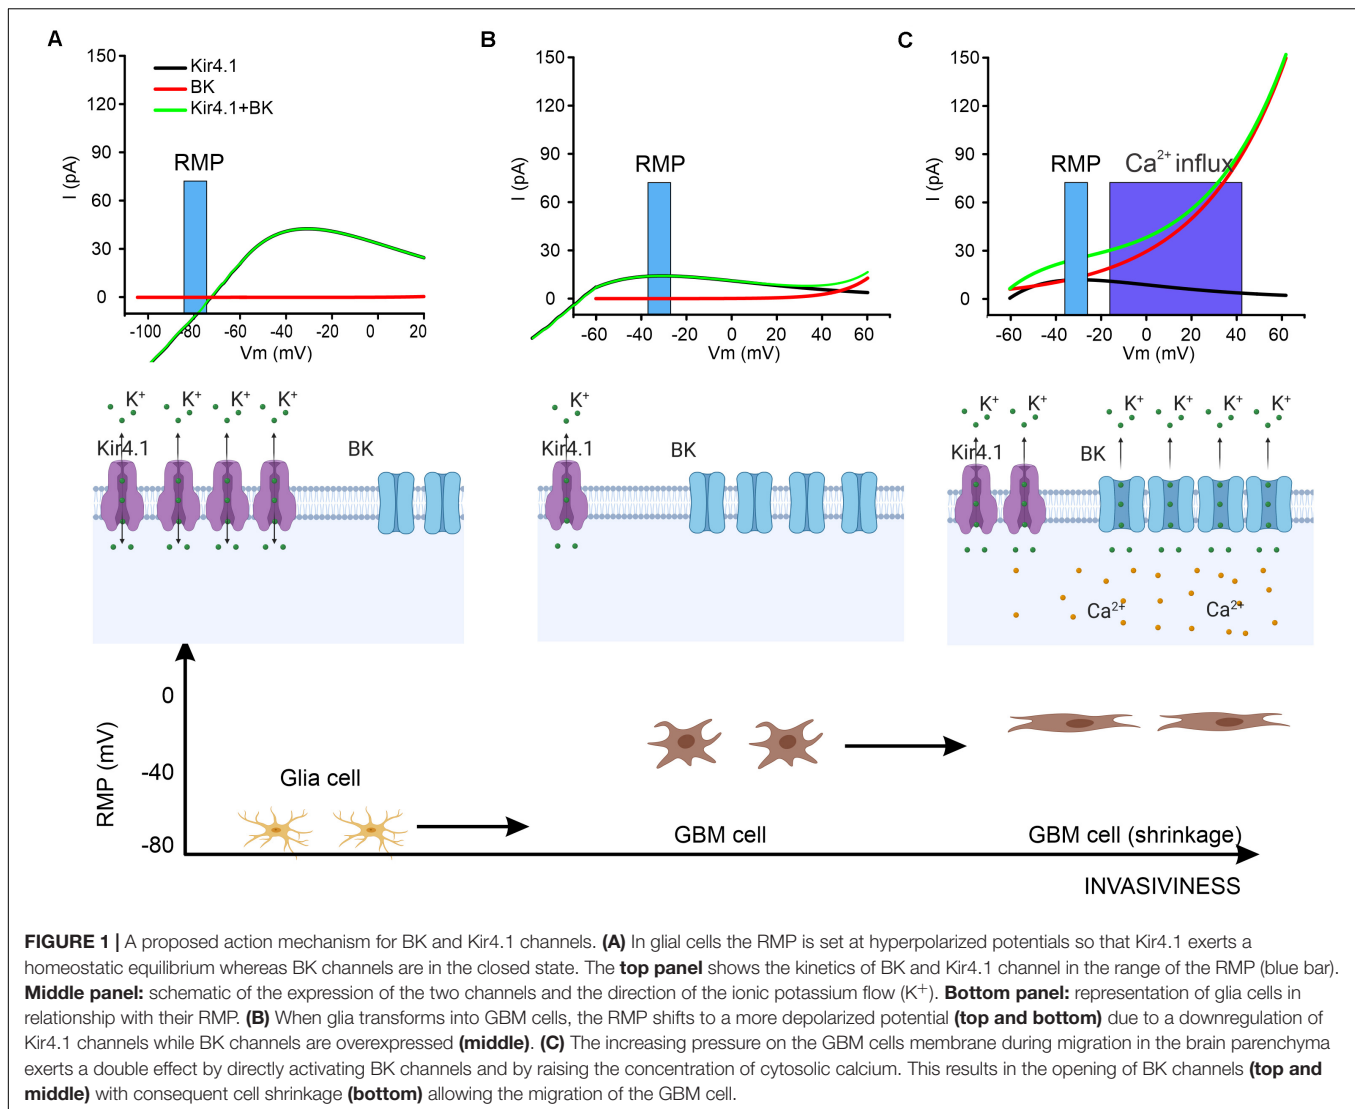 A
B
C
150
120
90
60
30
0
I (pA)
Kir4.1
BK
Kir4.1+BK
RMP
-100
-80
-60
-40
-20
0
20
Vm (mV)
150
120
90
60
30
0
I (pA)
RMP
-60
-40
-20
0
20
40
60
Vm (mV)
150
120
90
60
30
0
I (pA)
RMP
Ca2+ influx
-60
-40
-20
0
20
40
60
Vm (mV)
K+
K+
K+
K+
Kir4.1
BK
K+
Kir4.1
BK
K+
K+
K+
K+
K+
K+
Kir4.1
BK
Ca2+
Ca2+
RMP (mV)
0
-40
-80
Glia cell
GBM cell
GBM cell (shrinkage)
INVASIVINESS
FIGURE 1 | A proposed action mechanism for BK and Kir4.1 channels. (A) In glial cells the RMP is set at hyperpolarized potentials so that Kir4.1 exerts a
homeostatic equilibrium whereas BK channels are in the closed state. The top panel shows the kinetics of BK and Kir4.1 channel in the range of the RMP (blue bar).
Middle panel: schematic of the expression of the two channels and the direction of the ionic potassium flow (K+). Bottom panel: representation of glia cells in
relationship with their RMP. (B) When glia transforms into GBM cells, the RMP shifts to a more depolarized potential (top and bottom) due to a downregulation of
Kir4.1 channels while BK channels are overexpressed (middle). (C) The increasing pressure on the GBM cells membrane during migration in the brain parenchyma
exerts a double effect by directly activating BK channels and by raising the concentration of cytosolic calcium. This results in the opening of BK channels (top and
middle) with consequent cell shrinkage (bottom) allowing the migration of the GBM cell.